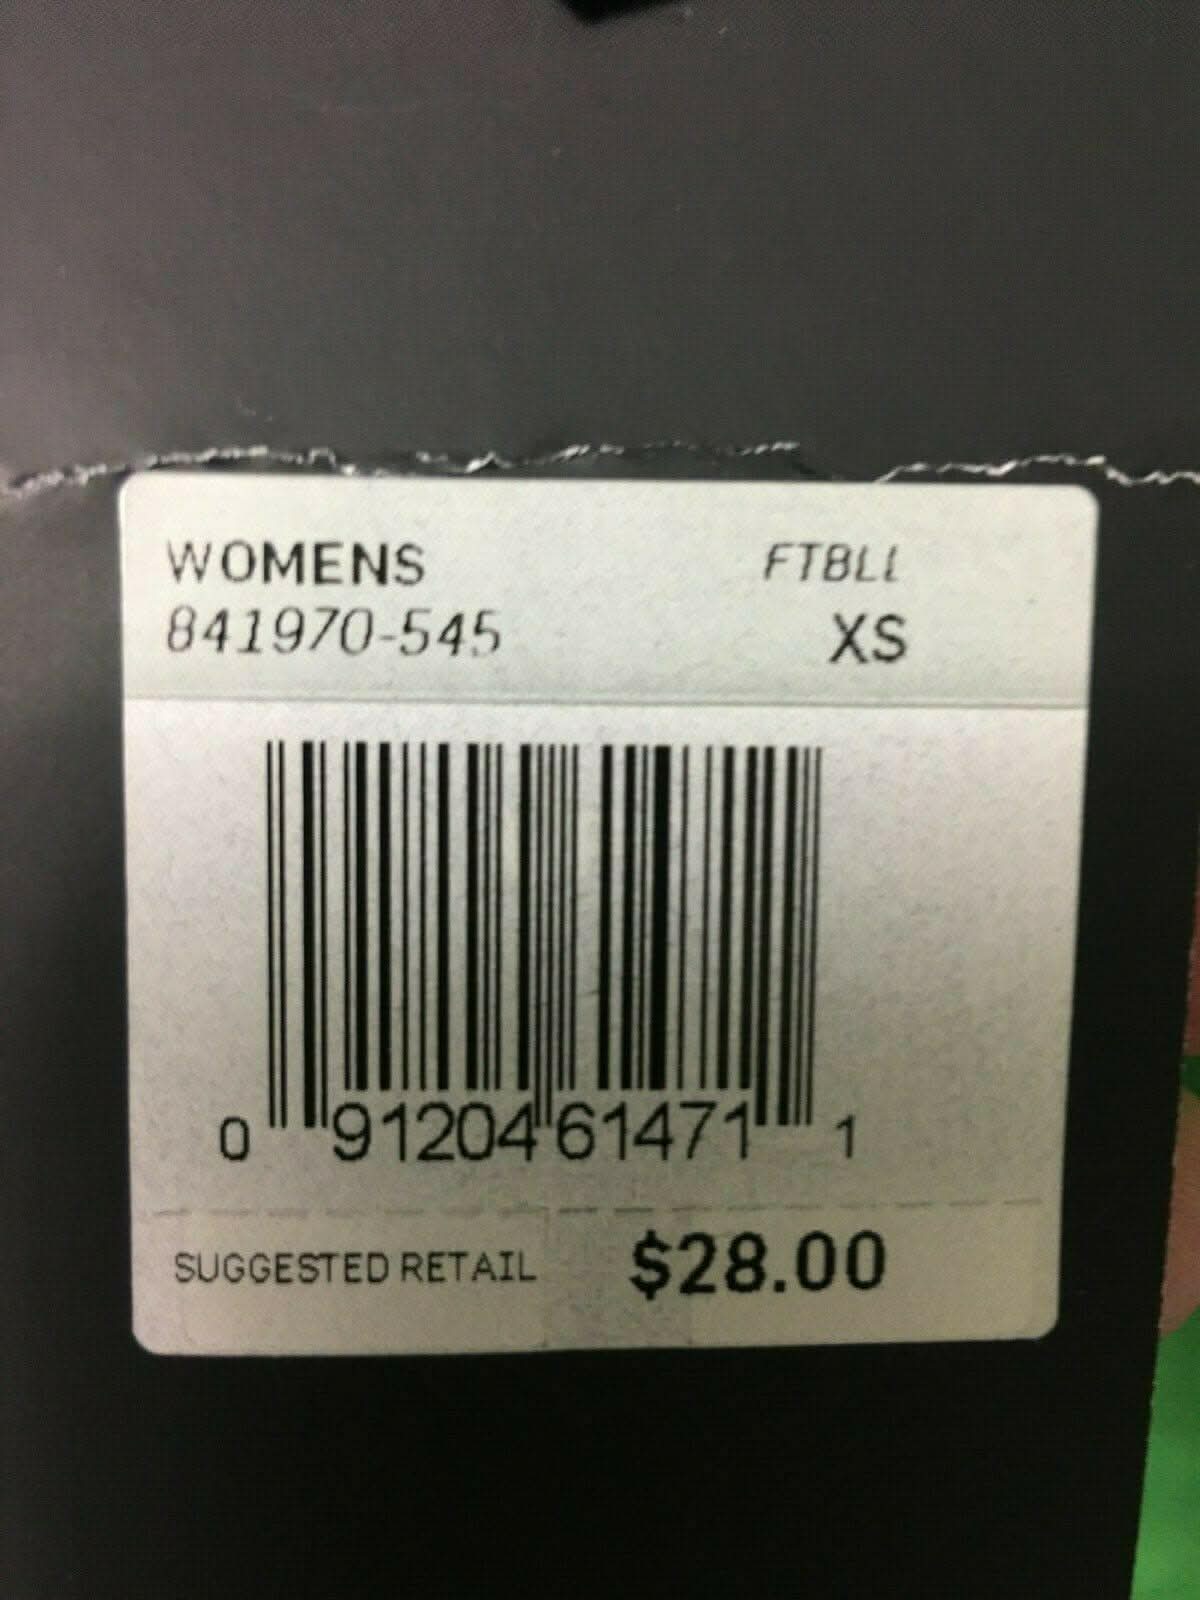 WOMENS FTBLL
841970-545 XS
0 91204 61471 1
SUGGESTED RETAIL $28.00